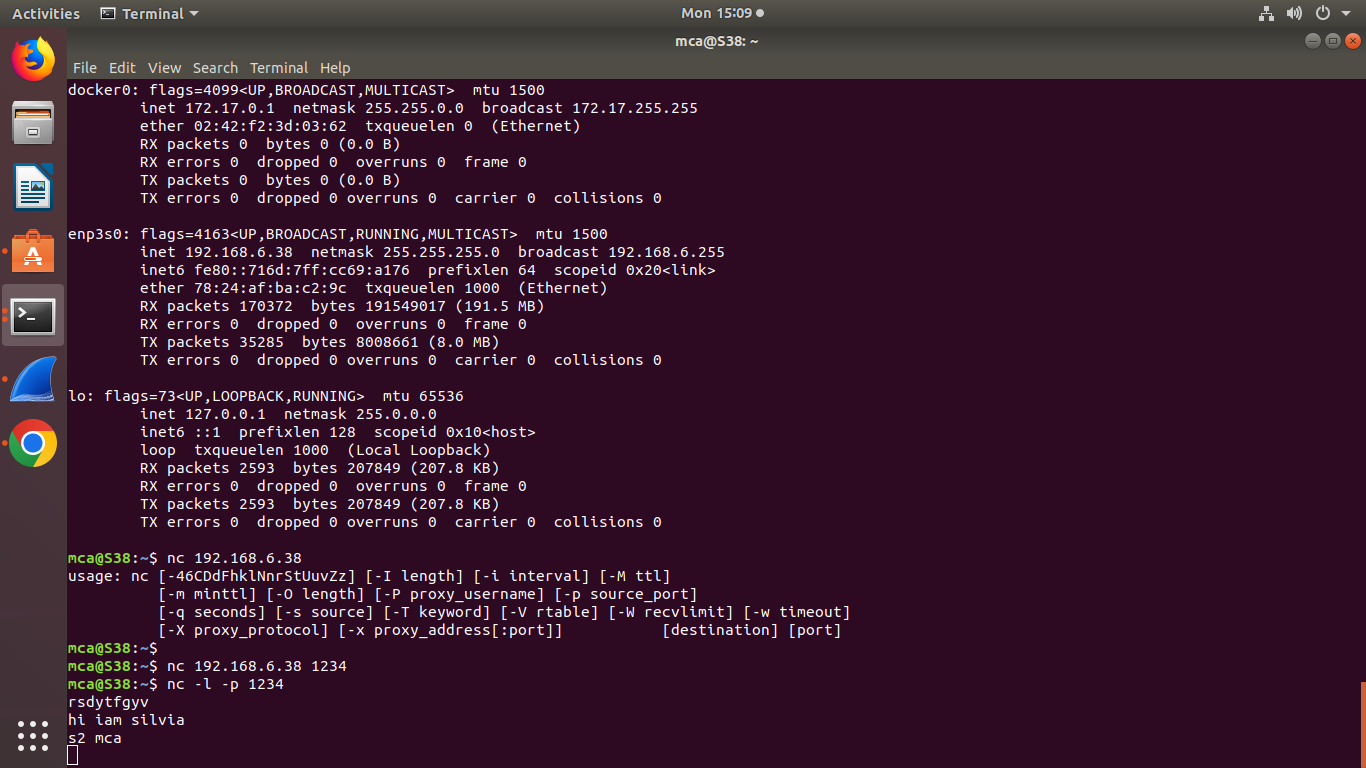 Activities Terminal Mon 15:09
mca@S38: ~
File Edit View Search Terminal Help
docker0: flags=4099<UP,BROADCAST,MULTICAST>  mtu 1500
        inet 172.17.0.1  netmask 255.255.0.0  broadcast 172.17.255.255
        ether 02:42:f2:3d:03:62  txqueuelen 0  (Ethernet)
        RX packets 0  bytes 0 (0.0 B)
        RX errors 0  dropped 0  overruns 0  frame 0
        TX packets 0  bytes 0 (0.0 B)
        TX errors 0  dropped 0 overruns 0  carrier 0  collisions 0

enp3s0: flags=4163<UP,BROADCAST,RUNNING,MULTICAST>  mtu 1500
        inet 192.168.6.38  netmask 255.255.255.0  broadcast 192.168.6.255
        inet6 fe80::716d:7ff:cc69:a176  prefixlen 64  scopeid 0x20<link>
        ether 78:24:af:ba:c2:9c  txqueuelen 1000  (Ethernet)
        RX packets 170372  bytes 191549017 (191.5 MB)
        RX errors 0  dropped 0  overruns 0  frame 0
        TX packets 35285  bytes 8008661 (8.0 MB)
        TX errors 0  dropped 0 overruns 0  carrier 0  collisions 0

lo: flags=73<UP,LOOPBACK,RUNNING>  mtu 65536
        inet 127.0.0.1  netmask 255.0.0.0
        inet6 ::1  prefixlen 128  scopeid 0x10<host>
        loop  txqueuelen 1000  (Local Loopback)
        RX packets 2593  bytes 207849 (207.8 KB)
        RX errors 0  dropped 0  overruns 0  frame 0
        TX packets 2593  bytes 207849 (207.8 KB)
        TX errors 0  dropped 0 overruns 0  carrier 0  collisions 0

mca@S38:~$ nc 192.168.6.38
usage: nc [-46CDdFhklNnrStUuvZz] [-I length] [-i interval] [-M ttl]
          [-m minttl] [-O length] [-P proxy_username] [-p source_port]
          [-q seconds] [-s source] [-T keyword] [-V rtable] [-W recvlimit] [-w timeout]
          [-X proxy_protocol] [-x proxy_address[:port]]           [destination] [port]
mca@S38:~$
mca@S38:~$ nc 192.168.6.38 1234
mca@S38:~$ nc -l -p 1234
rsdytfgyv
hi iam silvia
s2 mca